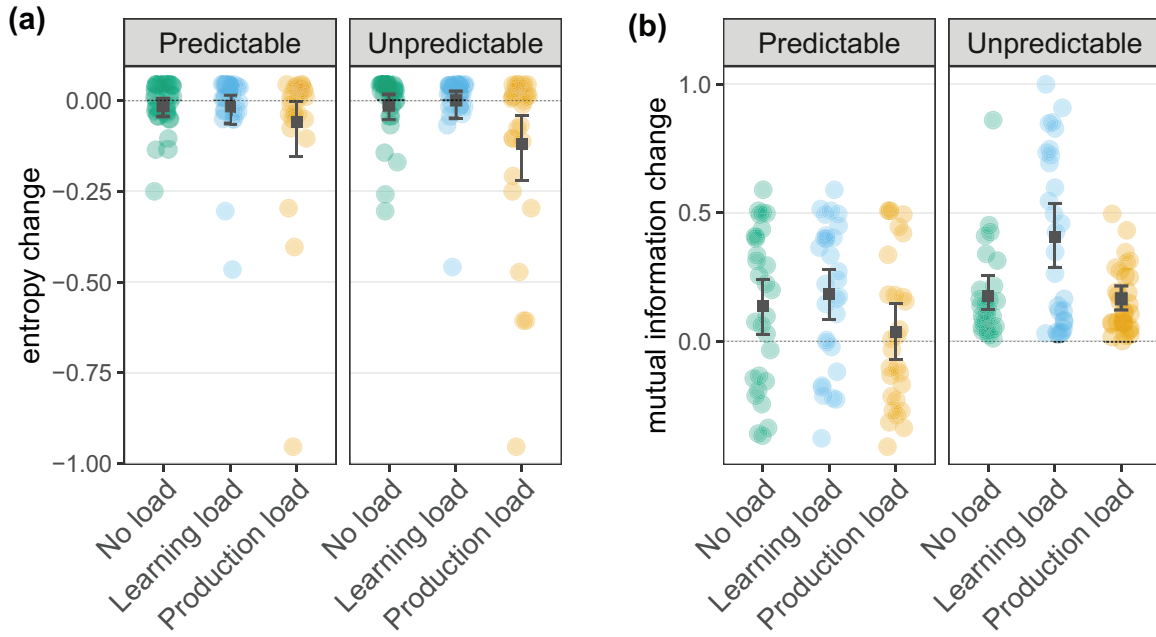 (a)
Predictable
Unpredictable
entropy change
0.00
−0.25
−0.50
−0.75
−1.00
No load
Learning load
Production load
No load
Learning load
Production load
(b)
Predictable
Unpredictable
mutual information change
1.0
0.5
0.0
No load
Learning load
Production load
No load
Learning load
Production load